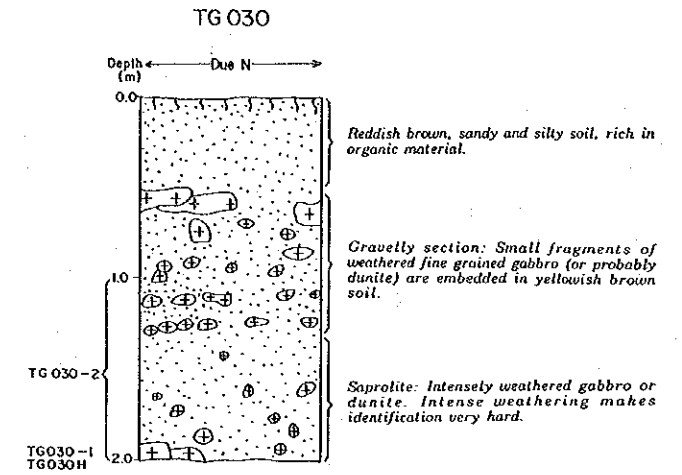 TG 030
Depth
(m)
Due N
0.0
Reddish brown, sandy and silty soil, rich in
organic material.
Gravelly section: Small fragments of
weathered fine grained gabbro (or probably
dunite) are embedded in yellowish brown
soil.
1.0
TG 030-2
Saprolite: Intensely weathered gabbro or
dunite. Intense weathering makes
identification very hard.
TG030-1
TG030H
2.0